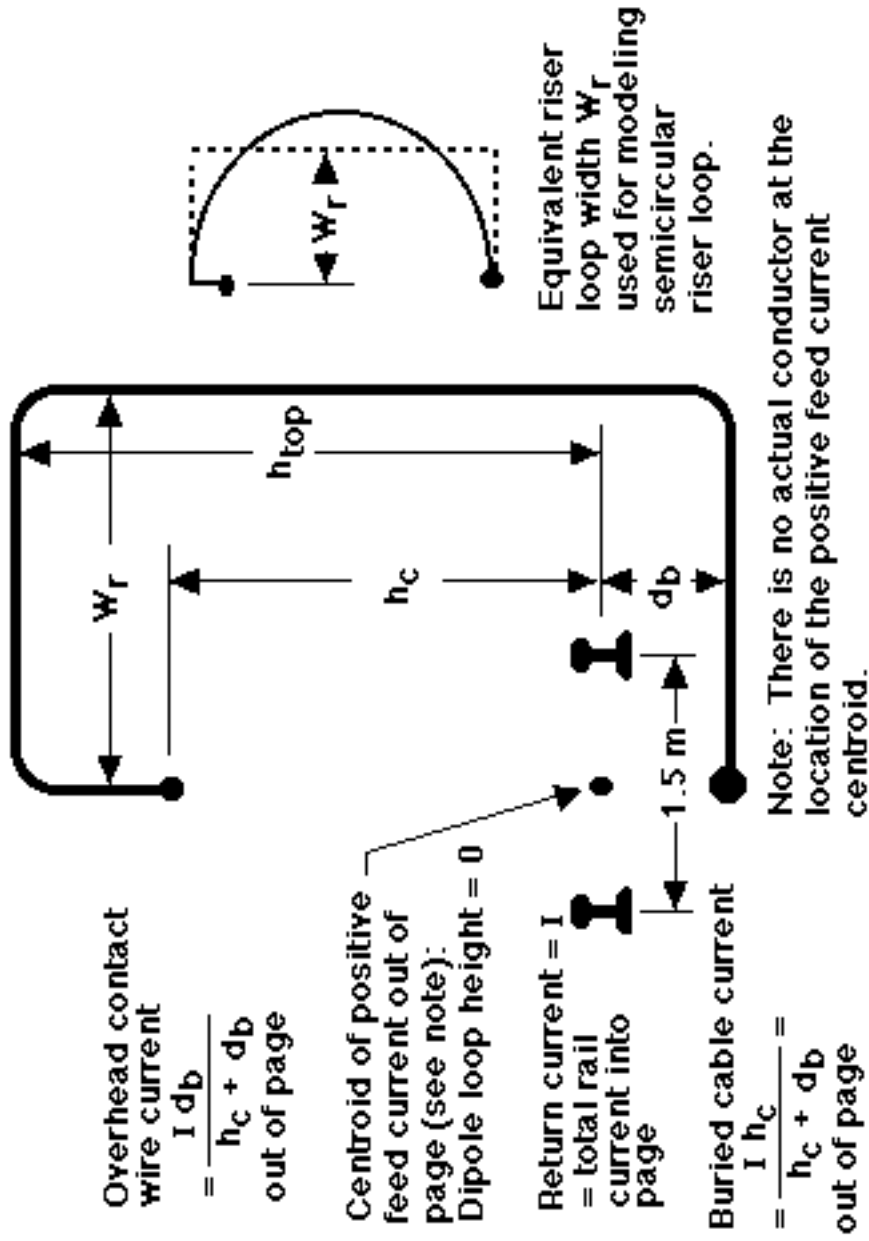 Overhead contact
wire current
= I d_b / h_c + d_b
out of page
Centroid of positive
feed current out of
page (see note):
Dipole loop height = 0
Return current = I
= total rail
current into
page
Buried cable current
= I h_c / h_c + d_b =
out of page
W_r
h_top
h_c
d_b
1.5 m
W_r
Equivalent riser
loop width W_r
used for modeling
semicircular
riser loop.
Note: There is no actual conductor at the
location of the positive feed current
centroid.